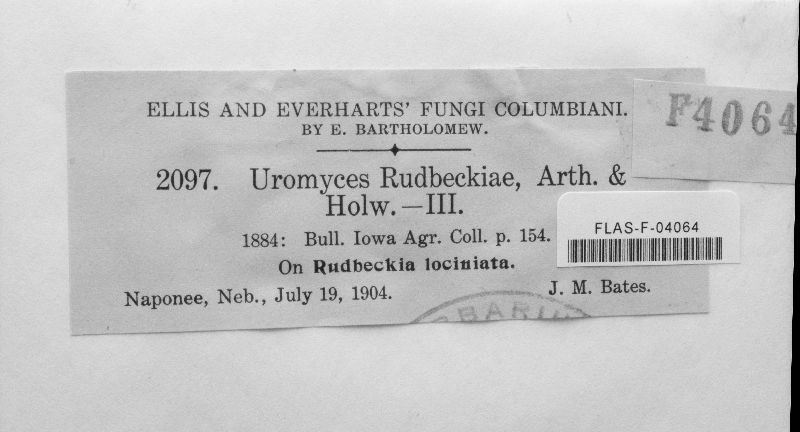 ELLIS AND EVERHARTS' FUNGI COLUMBIANI.
BY E. BARTHOLOMEW.
F4064
2097. Uromyces Rudbeckiae, Arth. &
Holw.—III.
1884: Bull. Iowa Agr. Coll. p. 154.
FLAS-F-04064
On Rudbeckia lociniata.
Naponee, Neb., July 19, 1904.
J. M. Bates.